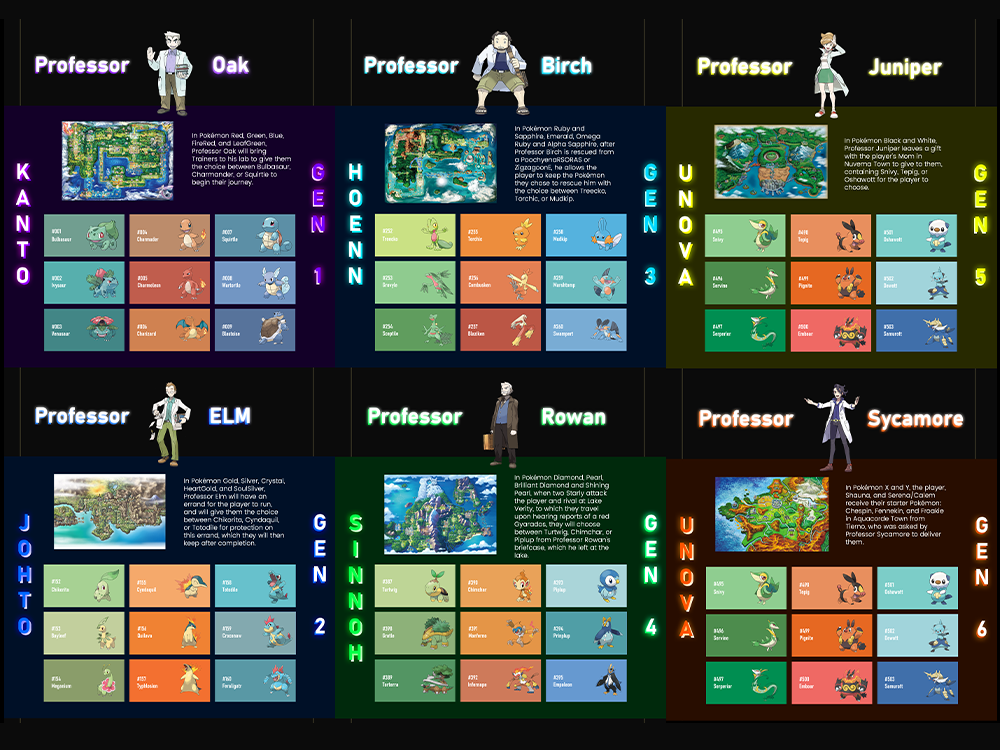 Professor Oak
KANTO
In Pokémon Red, Green, Blue,
FireRed, and LeafGreen,
Professor Oak will bring
Trainers to his lab to give them
the choice between Bulbasaur,
Charmander, or Squirtle to
begin their journey.
GEN 1
#001
Bulbasaur
#004
Charmander
#007
Squirtle
#002
Ivysaur
#005
Charmeleon
#008
Wartortle
#003
Venusaur
#006
Charizard
#009
Blastoise
Professor Birch
HOENN
In Pokémon Ruby and
Sapphire, Emerald, Omega
Ruby and Alpha Sapphire, after
Professor Birch is rescued from
a PoochyenaRSORAS or
ZigzagoonE, he allows the
player to keep the Pokémon
they chose to rescue him with
the choice between Treecko,
Torchic, or Mudkip.
GEN 3
#252
Treecko
#255
Torchic
#258
Mudkip
#253
Grovyle
#256
Combusken
#259
Marshtomp
#254
Sceptile
#257
Blaziken
#260
Swampert
Professor Juniper
UNOVA
In Pokémon Black and White,
Professor Juniper leaves a gift
with the player's Mom in
Nuvema Town to give to them,
containing Snivy, Tepig, or
Oshawott for the player to
choose.
GEN 5
#495
Snivy
#498
Tepig
#501
Oshawott
#496
Servine
#499
Pignite
#502
Dewott
#497
Serperior
#500
Emboar
#503
Samurott
Professor ELM
JOHTO
In Pokémon Gold, Silver, Crystal,
HeartGold, and SoulSilver,
Professor Elm will have an
errand for the player to run,
and will give them the choice
between Chikorita, Cyndaquil,
or Totodile for protection on
this errand, which they will then
keep after completion.
GEN 2
#152
Chikorita
#155
Cyndaquil
#158
Totodile
#153
Bayleef
#156
Quilava
#159
Croconaw
#154
Meganium
#157
Typhlosion
#160
Feraligatr
Professor Rowan
SINNOH
In Pokémon Diamond, Pearl,
Brilliant Diamond and Shining
Pearl, when two Starly attack
the player and rival at Lake
Verity, to which they travel
upon hearing reports of a red
Gyarados, they will choose
between Turtwig, Chimchar, or
Piplup from Professor Rowan's
briefcase, which he left at the
lake.
GEN 4
#387
Turtwig
#390
Chimchar
#393
Piplup
#388
Grotle
#391
Monferno
#394
Prinplup
#389
Torterra
#392
Infernape
#395
Empoleon
Professor Sycamore
UNOVA
In Pokémon X and Y, the player,
Shauna, and Serena/Calem
receive their starter Pokémon:
Chespin, Fennekin, and Froakie
in Aquacorde Town from
Tierno, who was asked by
Professor Sycamore to deliver
them.
GEN 6
#495
Snivy
#498
Tepig
#501
Oshawott
#496
Servine
#499
Pignite
#502
Dewott
#497
Serperior
#500
Emboar
#503
Samurott